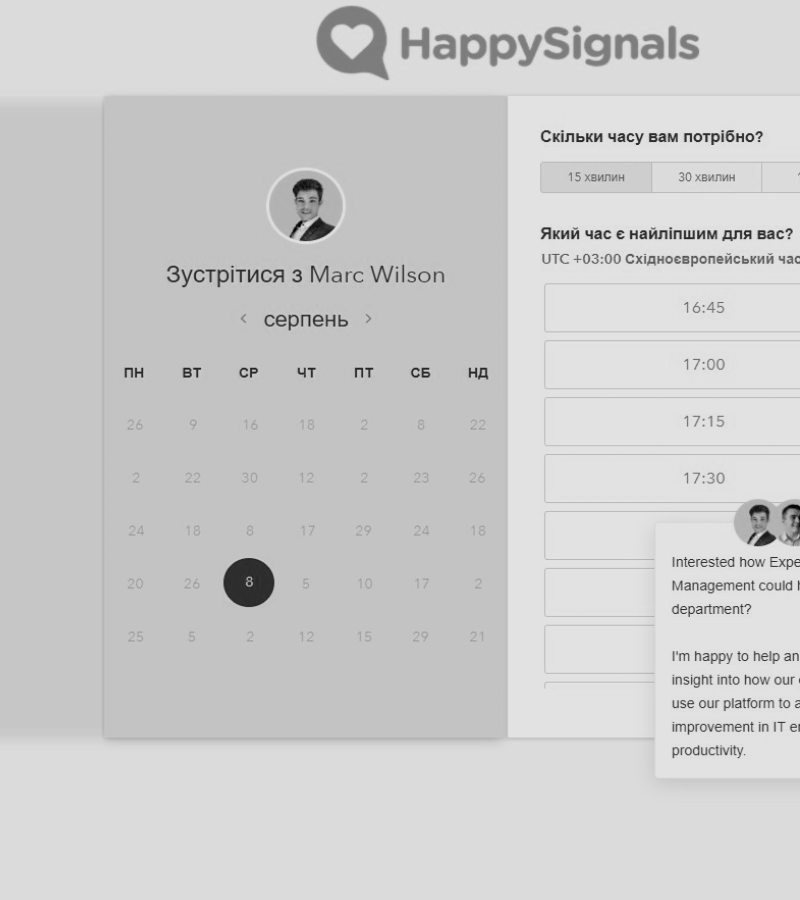 HappySignals
Зустрітися з Marc Wilson
серпень
ПН ВТ СР ЧТ ПТ СБ НД
26 9 16 18 2 8 22
2 22 30 12 2 23 26
24 18 8 17 29 24 18
20 26 8 5 10 17 2
25 5 2 12 15 29 21
Скільки часу вам потрібно?
15 хвилин 30 хвилин
Який час є найліпшим для вас?
UTC +03:00 Східноєвропейський час
16:45
17:00
17:15
17:30
Interested how
Management could
department?
I'm happy to help
insight into how our
use our platform to
improvement in IT
productivity.